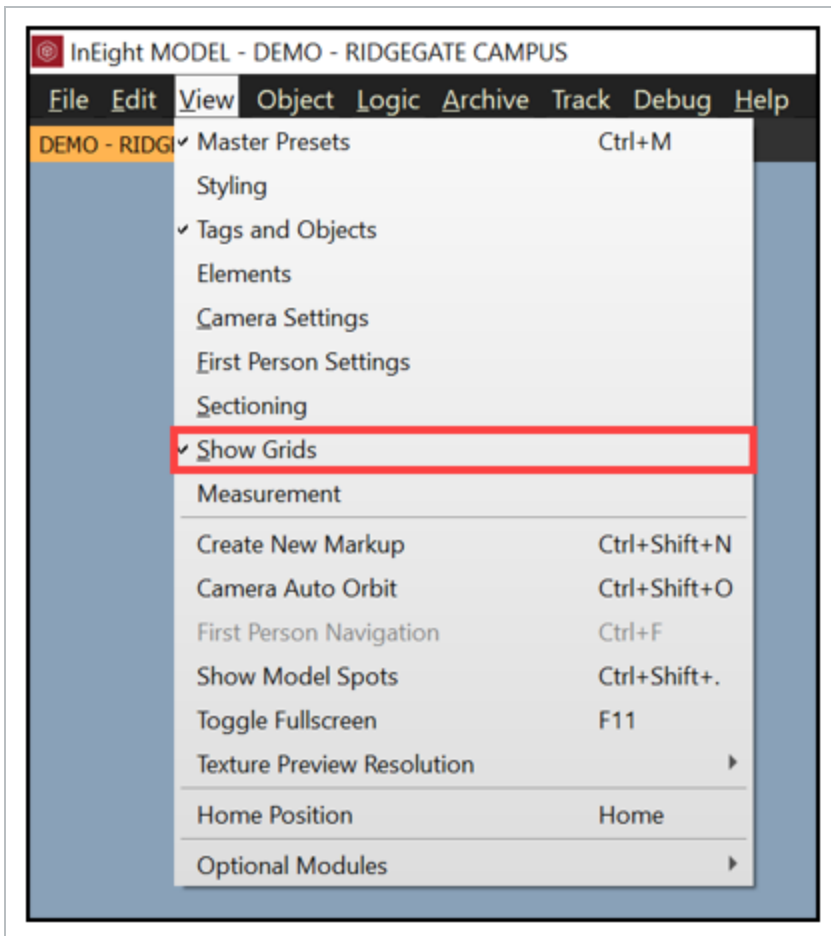 InEight MODEL - DEMO - RIDGEGATE CAMPUS
File Edit View Object Logic Archive Track Debug Help
DEMO - RIDGE
Master Presets Ctrl+M
Styling
Tags and Objects
Elements
Camera Settings
First Person Settings
Sectioning
Show Grids
Measurement
Create New Markup Ctrl+Shift+N
Camera Auto Orbit Ctrl+Shift+O
First Person Navigation Ctrl+F
Show Model Spots Ctrl+Shift+.
Toggle Fullscreen F11
Texture Preview Resolution
Home Position Home
Optional Modules